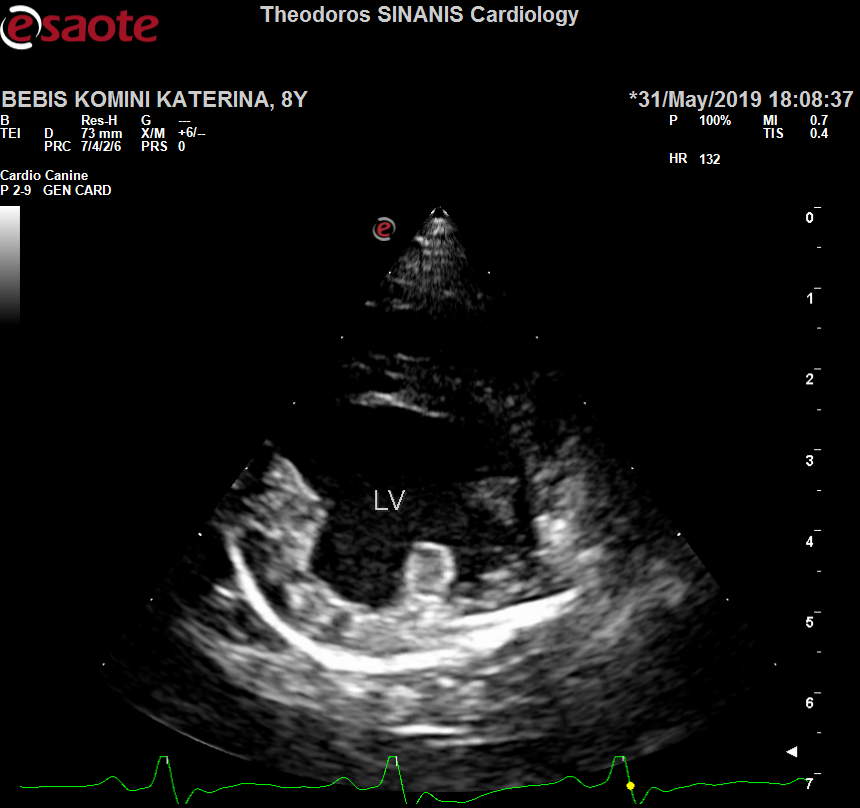 esaote
Theodoros SINANIS Cardiology
BEBIS KOMINI KATERINA, 8Y *31/May/2019 18:08:37
B Res-H G --- P 100% MI 0.7
TEI D 73 mm X/M +6/-- TIS 0.4
PRC 7/4/2/6 PRS 0
HR 132
Cardio Canine
P 2-9 GEN CARD
e
0
1
2
3
LV
4
5
6
7